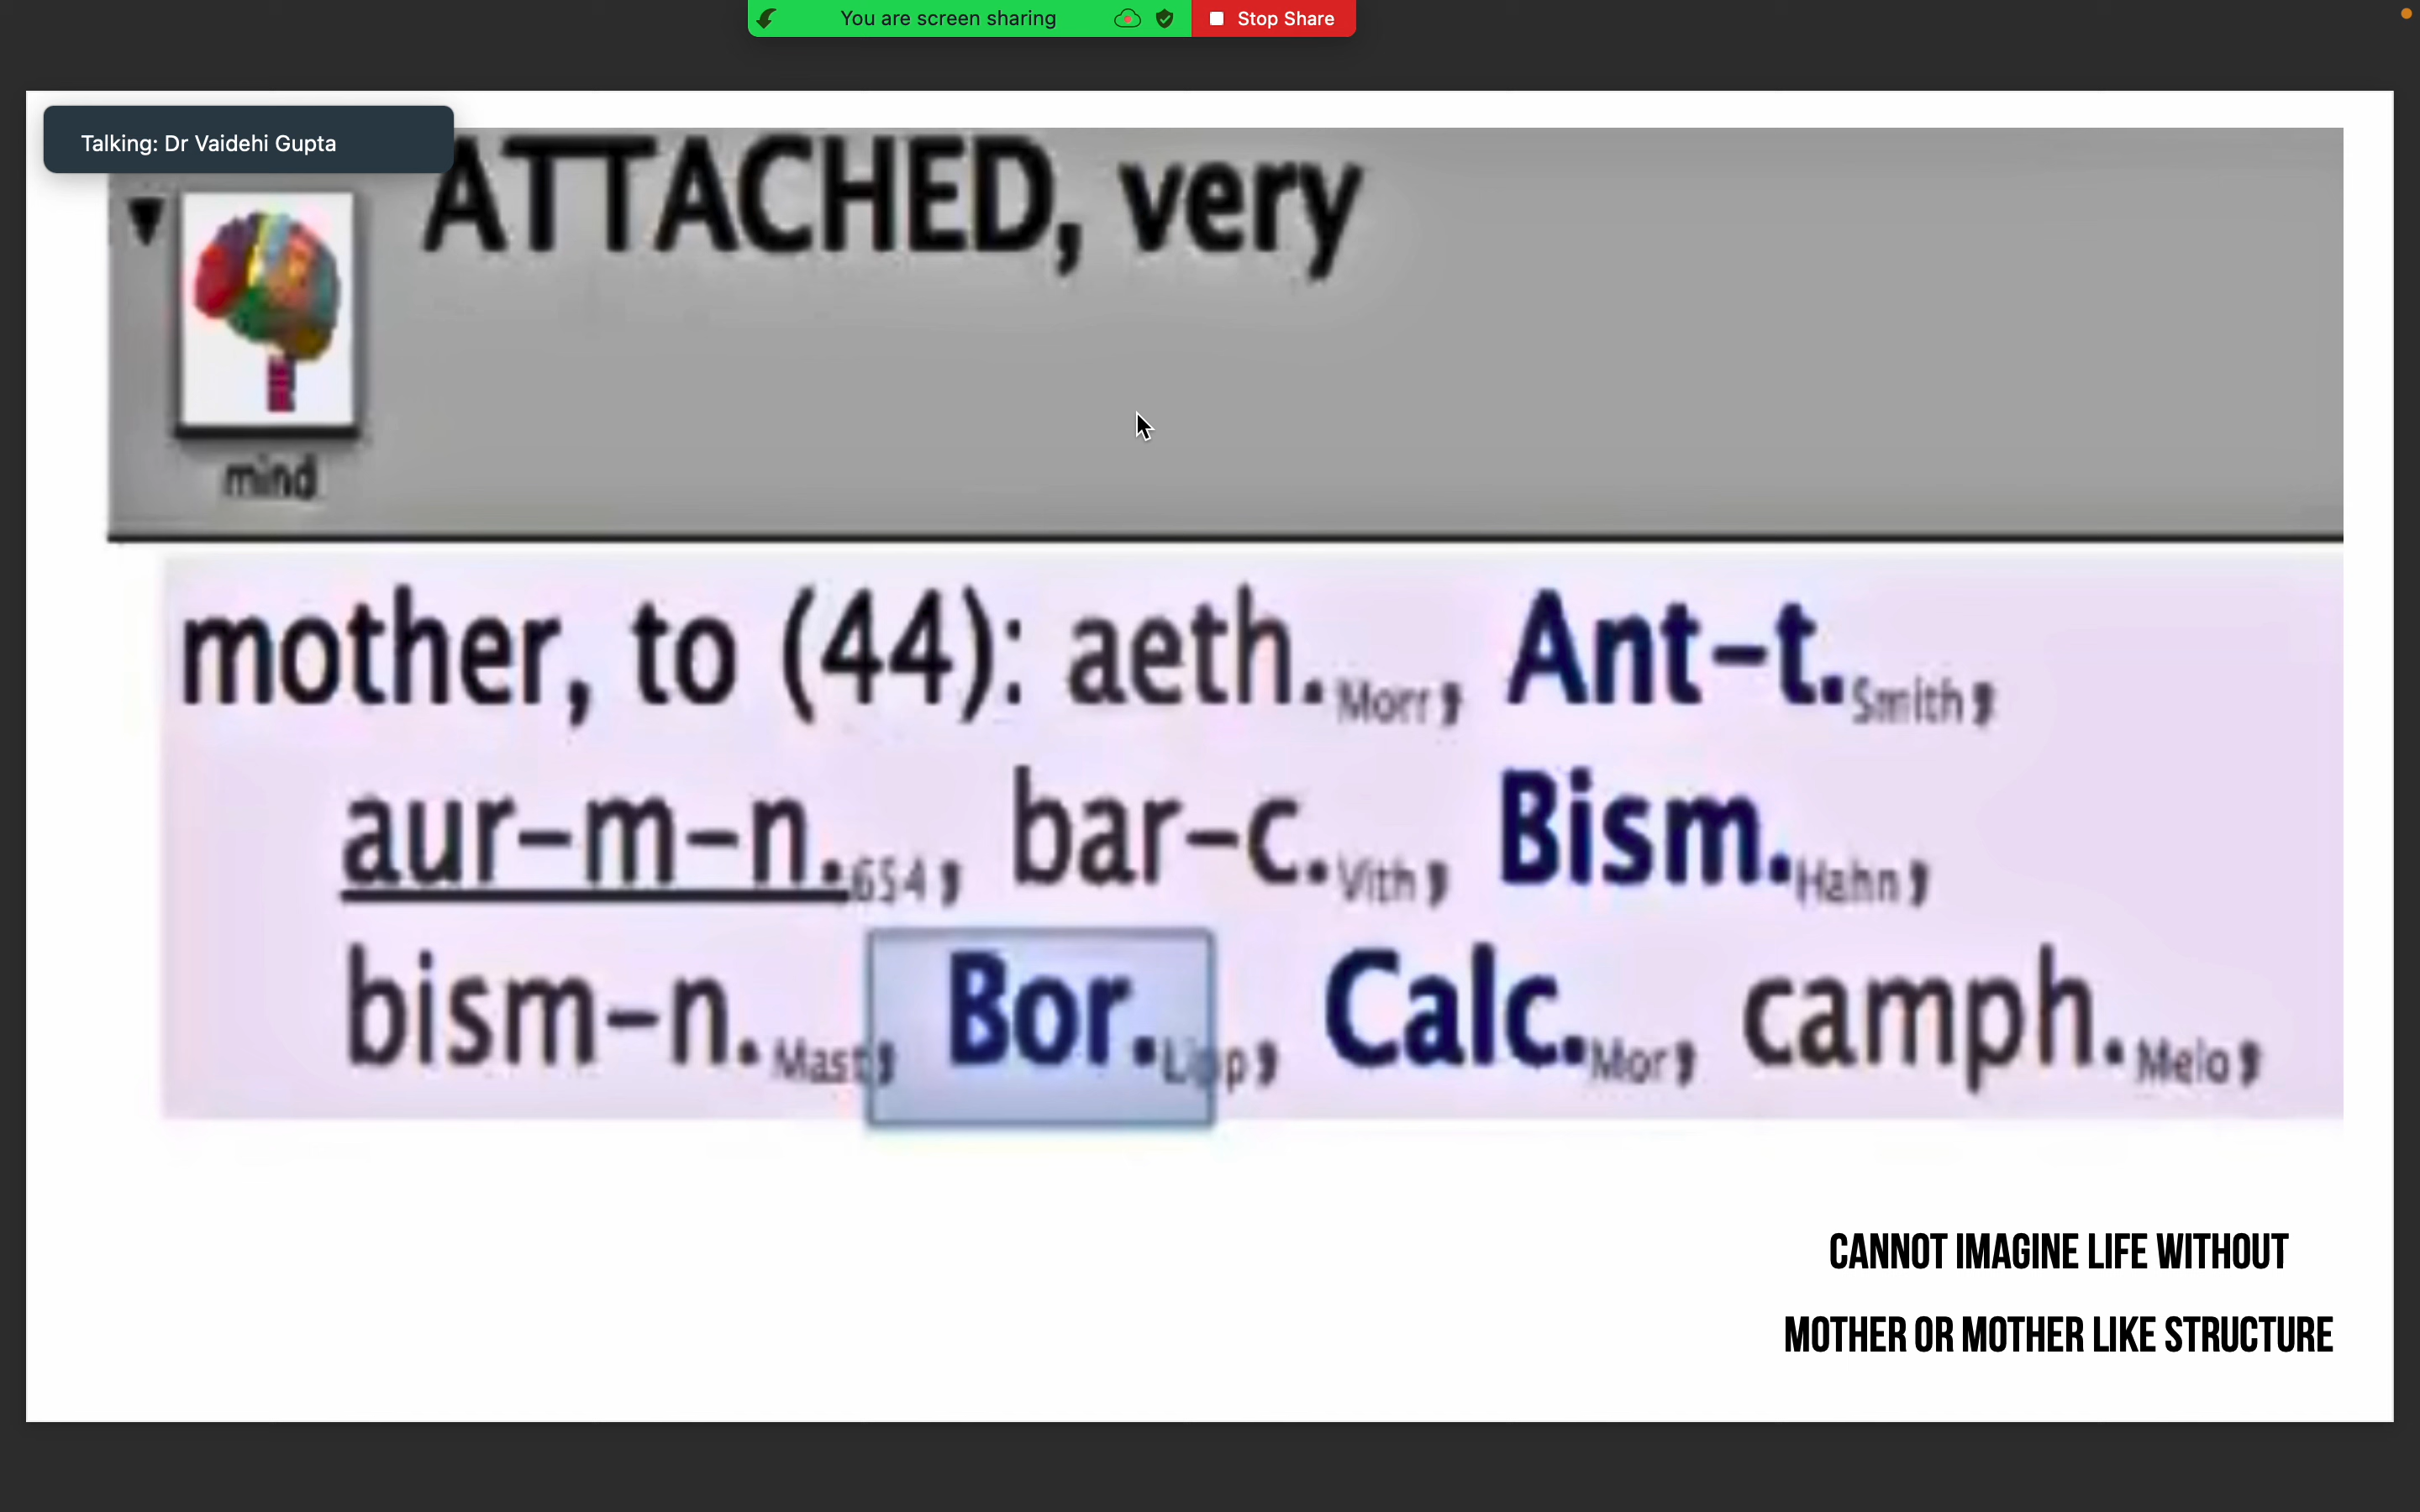 You are screen sharing
Stop Share
Talking: Dr Vaidehi Gupta
ATTACHED, very
mind
mother, to (44): aeth.Morr, Ant-t.Smith,
aur-m-n.654, bar-c.Vith, Bism.Hahn,
bism-n.Mast, Bor.Lipp, Calc.Mor, camph.Melo,
CANNOT IMAGINE LIFE WITHOUT
MOTHER OR MOTHER LIKE STRUCTURE